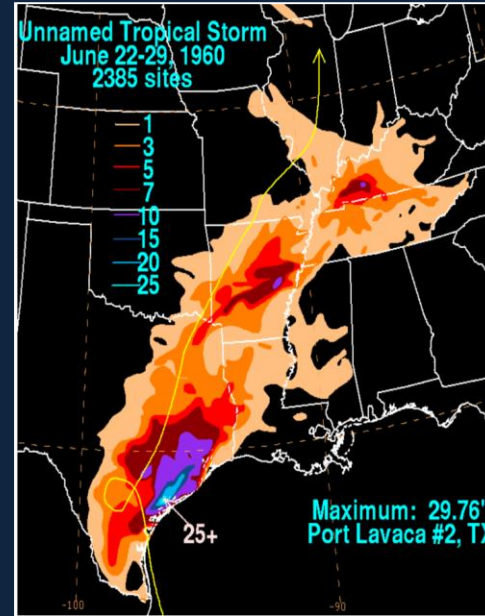 Unnamed Tropical Storm
June 22-29, 1960
2385 sites
1
3
5
7
10
15
20
25
25+
Maximum: 29.76"
Port Lavaca #2, TX
-100
-90